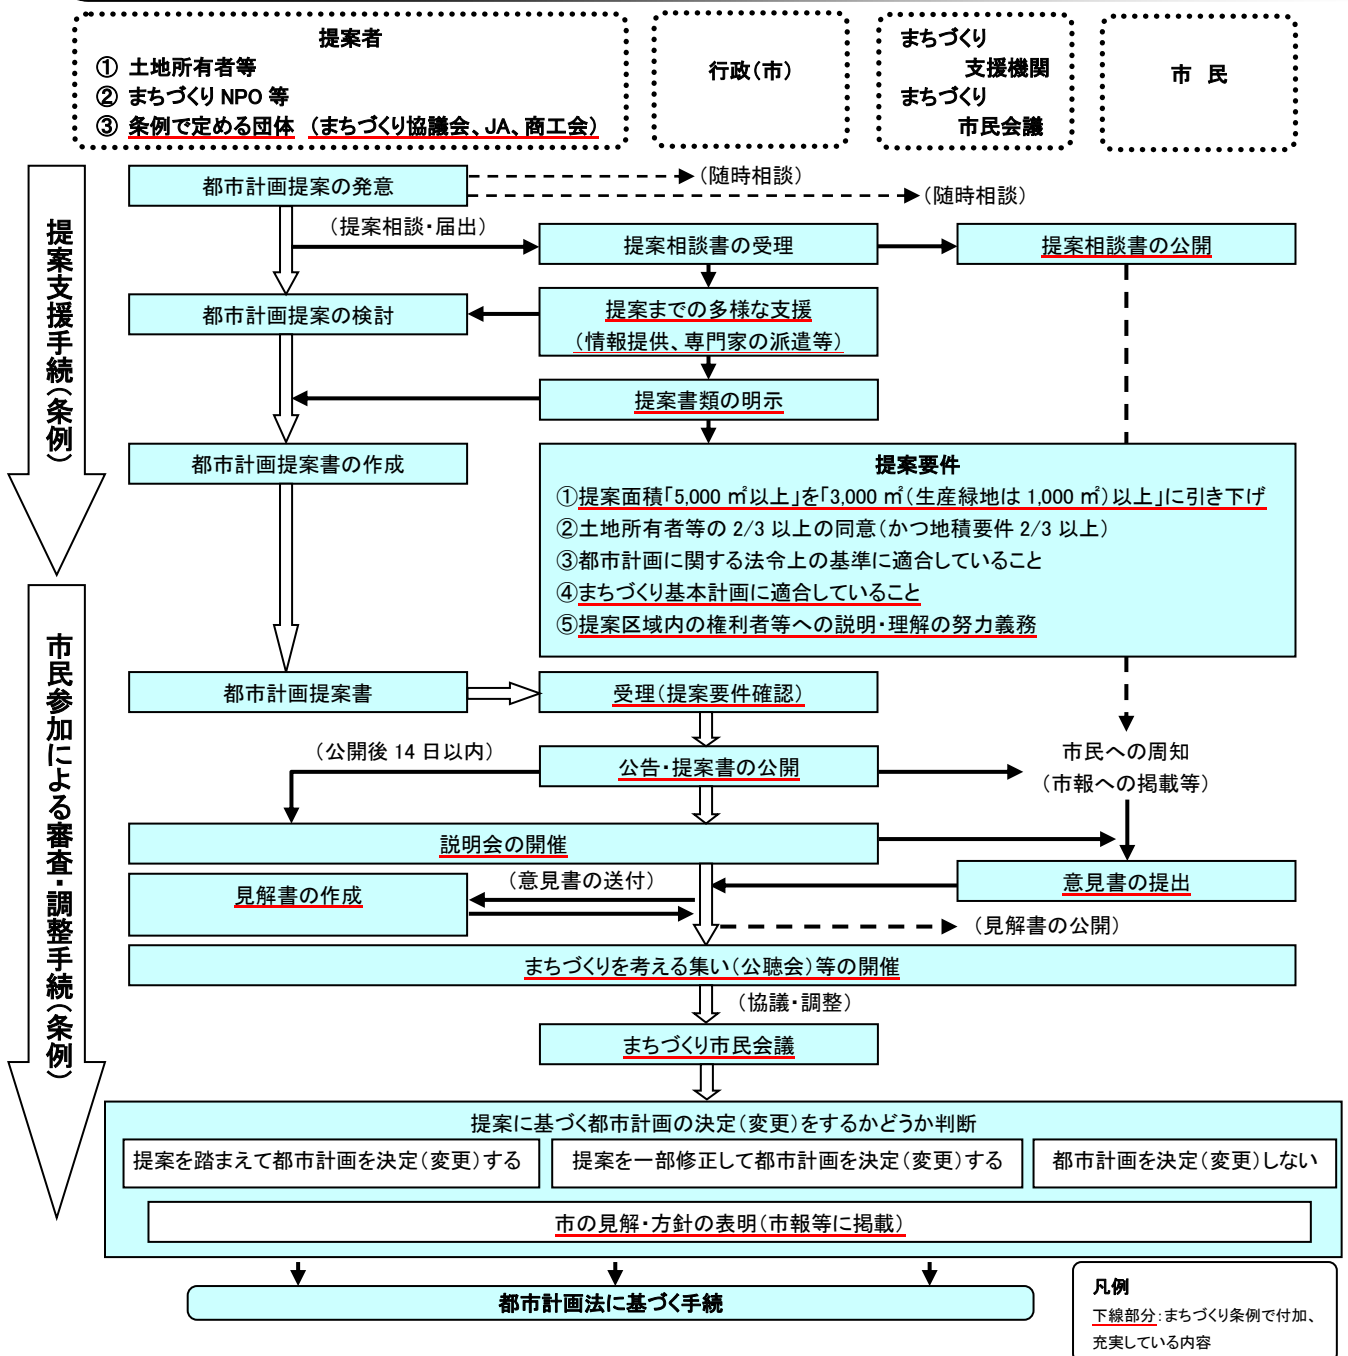 提案者
① 土地所有者等
② まちづくり NPO 等
③ 条例で定める団体 （まちづくり協議会、JA、商工会）
行政（市）
まちづくり
支援機関
まちづくり
市民会議
市 民
提案支援手続（条例）
都市計画提案の発意
（随時相談）
（随時相談）
（提案相談・届出）
提案相談書の受理
提案相談書の公開
都市計画提案の検討
提案までの多様な支援
（情報提供、専門家の派遣等）
提案書類の明示
都市計画提案書の作成
提案要件
①提案面積「5,000 ㎡以上」を「3,000 ㎡（生産緑地は 1,000 ㎡）以上」に引き下げ
②土地所有者等の 2/3 以上の同意（かつ地積要件 2/3 以上）
③都市計画に関する法令上の基準に適合していること
④まちづくり基本計画に適合していること
⑤提案区域内の権利者等への説明・理解の努力義務
市民参加による審査・調整手続（条例）
都市計画提案書
受理（提案要件確認）
（公開後 14 日以内）
公告・提案書の公開
市民への周知
（市報への掲載等）
説明会の開催
見解書の作成
（意見書の送付）
意見書の提出
（見解書の公開）
まちづくりを考える集い（公聴会）等の開催
（協議・調整）
まちづくり市民会議
提案に基づく都市計画の決定（変更）をするかどうか判断
提案を踏まえて都市計画を決定（変更）する
提案を一部修正して都市計画を決定（変更）する
都市計画を決定（変更）しない
市の見解・方針の表明（市報等に掲載）
都市計画法に基づく手続
凡例
下線部分：まちづくり条例で付加、
充実している内容